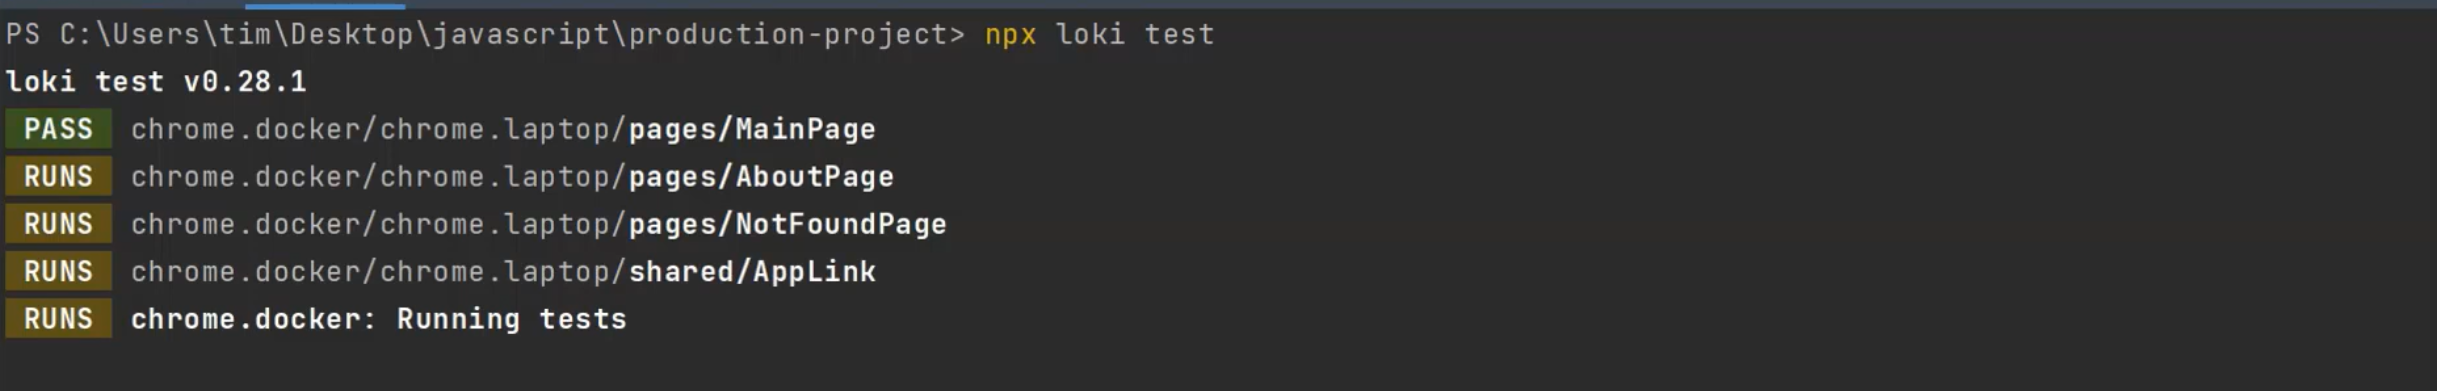 PS C:\Users\tim\Desktop\javascript\production-project> npx loki test
loki test v0.28.1
PASS chrome.docker/chrome.laptop/pages/MainPage
RUNS chrome.docker/chrome.laptop/pages/AboutPage
RUNS chrome.docker/chrome.laptop/pages/NotFoundPage
RUNS chrome.docker/chrome.laptop/shared/AppLink
RUNS chrome.docker: Running tests